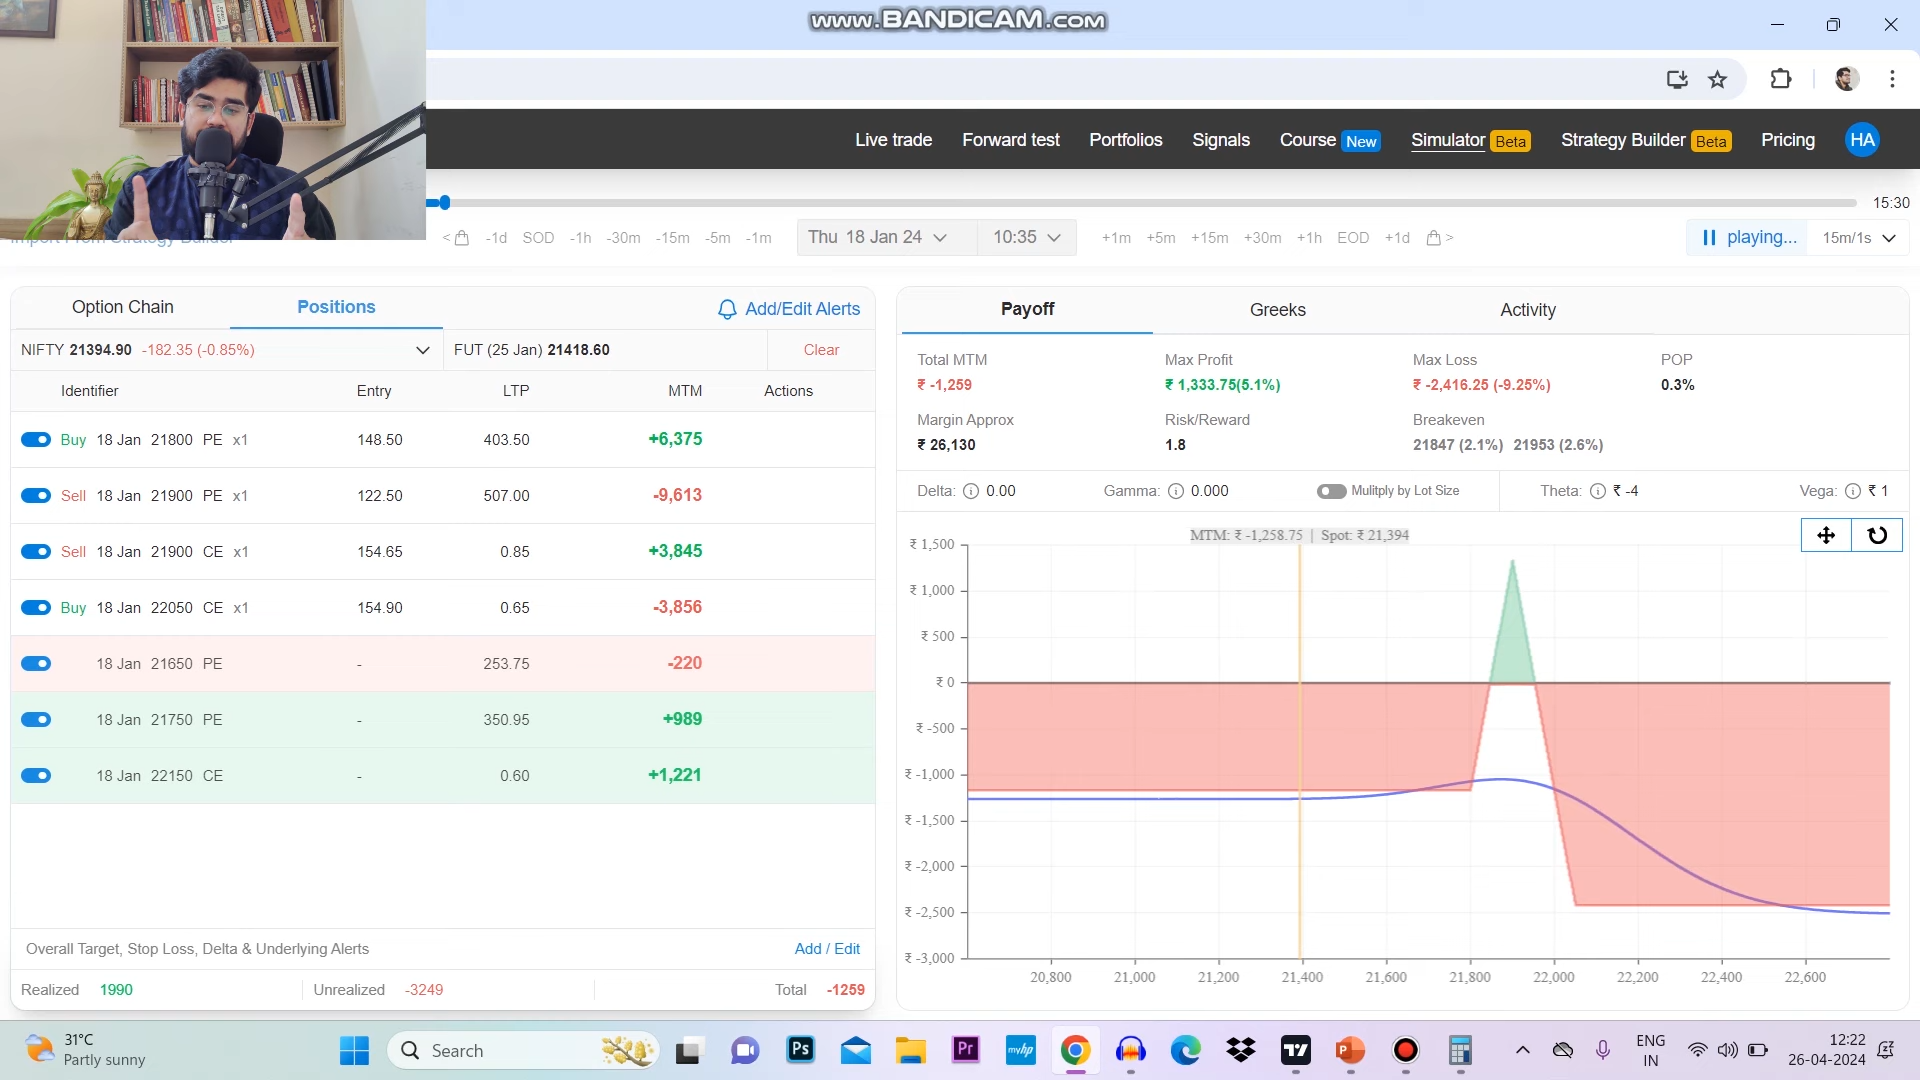 www.BANDICAM.com
Live trade Forward test Portfolios Signals Course New Simulator Beta Strategy Builder Beta Pricing HA
15:30
Import From Strategy Builder
< -1d SOD -1h -30m -15m -5m -1m Thu 18 Jan 24 10:35 +1m +5m +15m +30m +1h EOD +1d > playing... 15m/1s
Option Chain Positions Add/Edit Alerts
NIFTY 21394.90 -182.35 (-0.85%) FUT (25 Jan) 21418.60 Clear
Identifier Entry LTP MTM Actions
Buy 18 Jan 21800 PE x1 148.50 403.50 +6,375
Sell 18 Jan 21900 PE x1 122.50 507.00 -9,613
Sell 18 Jan 21900 CE x1 154.65 0.85 +3,845
Buy 18 Jan 22050 CE x1 154.90 0.65 -3,856
18 Jan 21650 PE - 253.75 -220
18 Jan 21750 PE - 350.95 +989
18 Jan 22150 CE - 0.60 +1,221
Overall Target, Stop Loss, Delta & Underlying Alerts Add / Edit
Realized 1990 Unrealized -3249 Total -1259
Payoff Greeks Activity
Total MTM Max Profit Max Loss POP
₹ -1,259 ₹ 1,333.75(5.1%) ₹ -2,416.25 (-9.25%) 0.3%
Margin Approx Risk/Reward Breakeven
₹ 26,130 1.8 21847 (2.1%) 21953 (2.6%)
Delta: 0.00 Gamma: 0.000 Mulitply by Lot Size Theta: ₹ -4 Vega: ₹ 1
MTM: ₹ -1,258.75 | Spot: ₹ 21,394
₹ 1,500
₹ 1,000
₹ 500
₹ 0
₹ -500
₹ -1,000
₹ -1,500
₹ -2,000
₹ -2,500
₹ -3,000
20,800 21,000 21,200 21,400 21,600 21,800 22,000 22,200 22,400 22,600
31°C
Partly sunny
Search
Ps
Pr
myhp
P
ENG
IN
12:22
26-04-2024